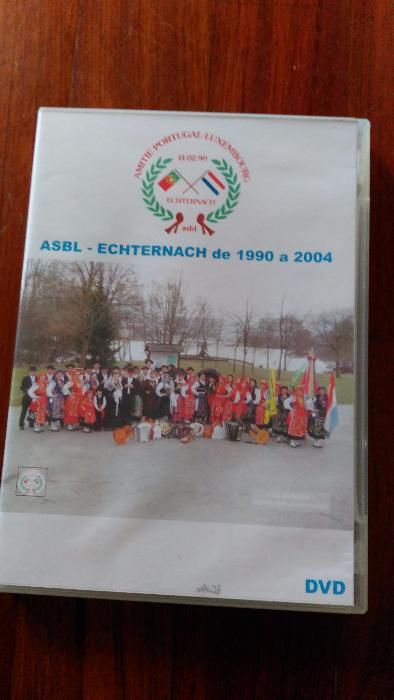 AMITIE PORTUGAL-LUXEMBOURG
11.02.90
ECHTERNACH
asbl
ASBL - ECHTERNACH de 1990 a 2004
DVD